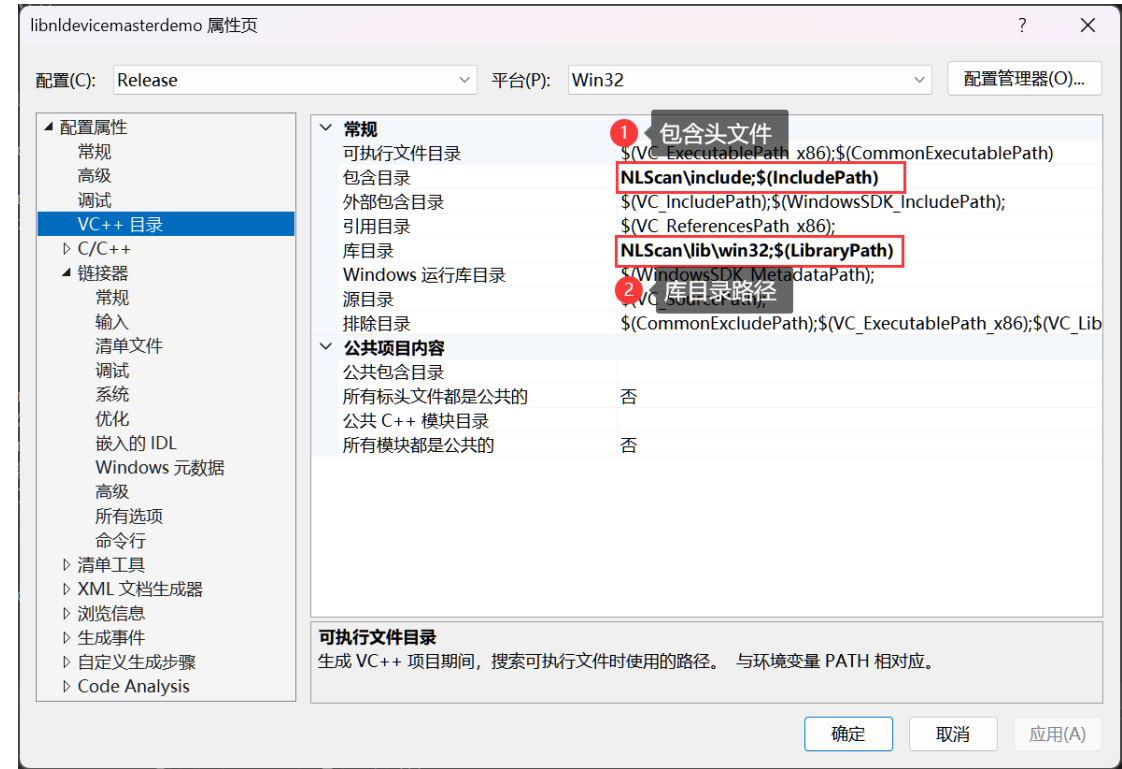 libnldevicemasterdemo 属性页
?
配置(C):
Release
平台(P):
Win32
配置管理器(O)...
配置属性
常规
高级
调试
VC++ 目录
C/C++
链接器
常规
输入
清单文件
调试
系统
优化
嵌入的 IDL
Windows 元数据
高级
所有选项
命令行
清单工具
XML 文档生成器
浏览信息
生成事件
自定义生成步骤
Code Analysis
常规
1 包含头文件
可执行文件目录
$(VC_ExecutablePath_x86);$(CommonExecutablePath)
包含目录
NLScan\include;$(IncludePath)
外部包含目录
$(VC_IncludePath);$(WindowsSDK_IncludePath);
引用目录
$(VC_ReferencesPath_x86);
库目录
NLScan\lib\win32;$(LibraryPath)
Windows 运行库目录
$(WindowsSDK_MetadataPath);
2 库目录路径
源目录
$(VC_SourcePath);
排除目录
$(CommonExcludePath);$(VC_ExecutablePath_x86);$(VC_Lib
公共项目内容
公共包含目录
所有标头文件都是公共的
否
公共 C++ 模块目录
所有模块都是公共的
否
可执行文件目录
生成 VC++ 项目期间，搜索可执行文件时使用的路径。 与环境变量 PATH 相对应。
确定
取消
应用(A)